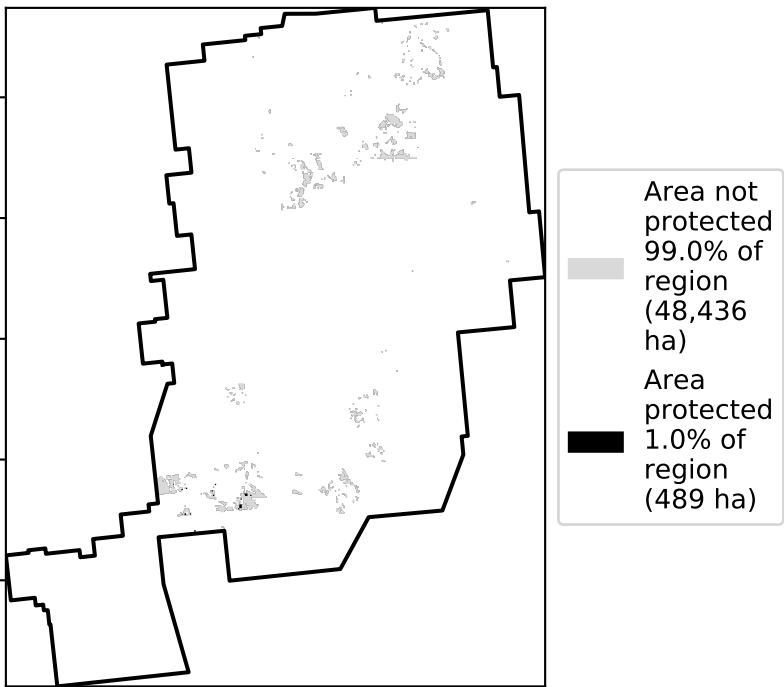 Area not
protected
99.0% of
region
(48,436
ha)
Area
protected
1.0% of
region
(489 ha)